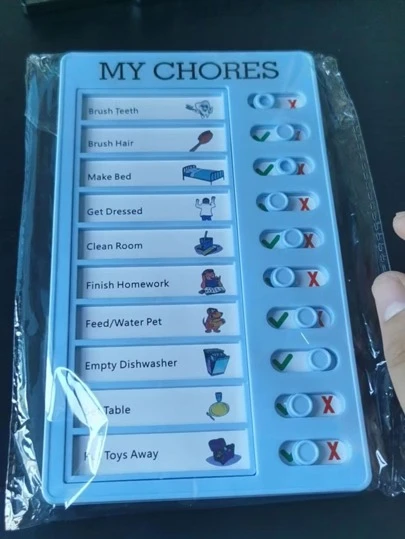 MY CHORES
Brush Teeth
Brush Hair
Make Bed
Get Dressed
Clean Room
Finish Homework
Feed/Water Pet
Empty Dishwasher
Table
Toys Away